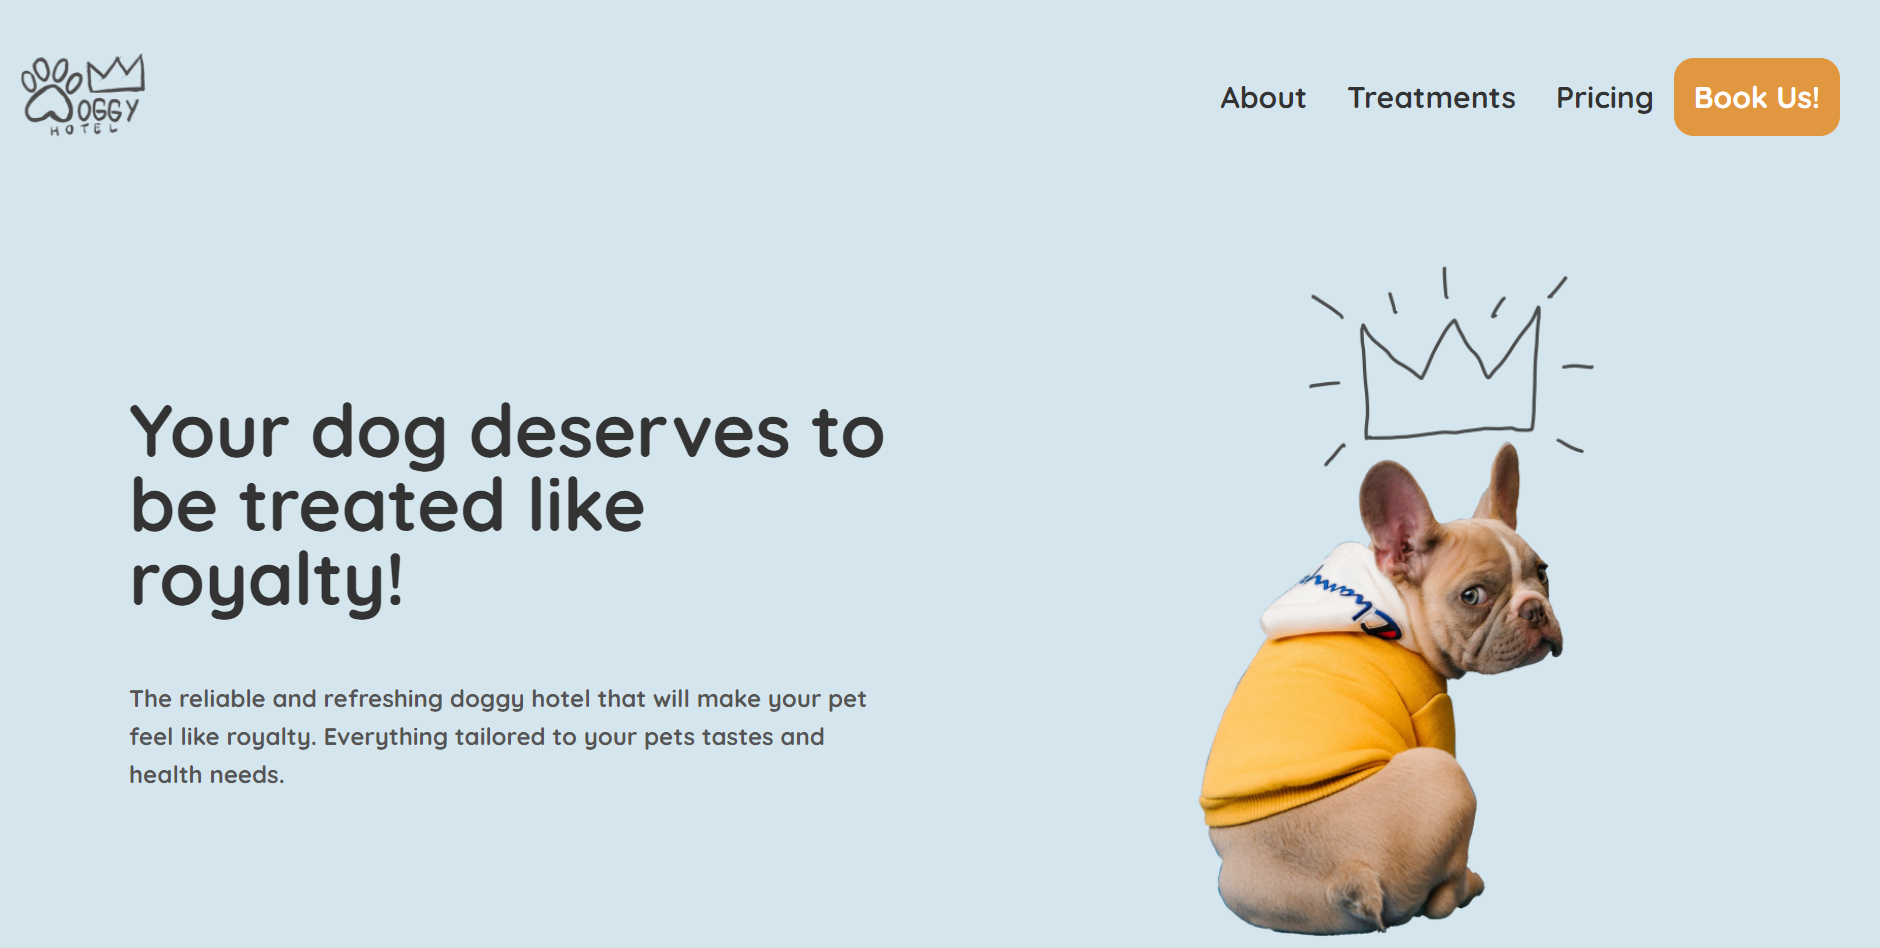 DOGGY
HOTEL
About Treatments Pricing Book Us!
Your dog deserves to
be treated like
royalty!
Champion
The reliable and refreshing doggy hotel that will make your pet
feel like royalty. Everything tailored to your pets tastes and
health needs.